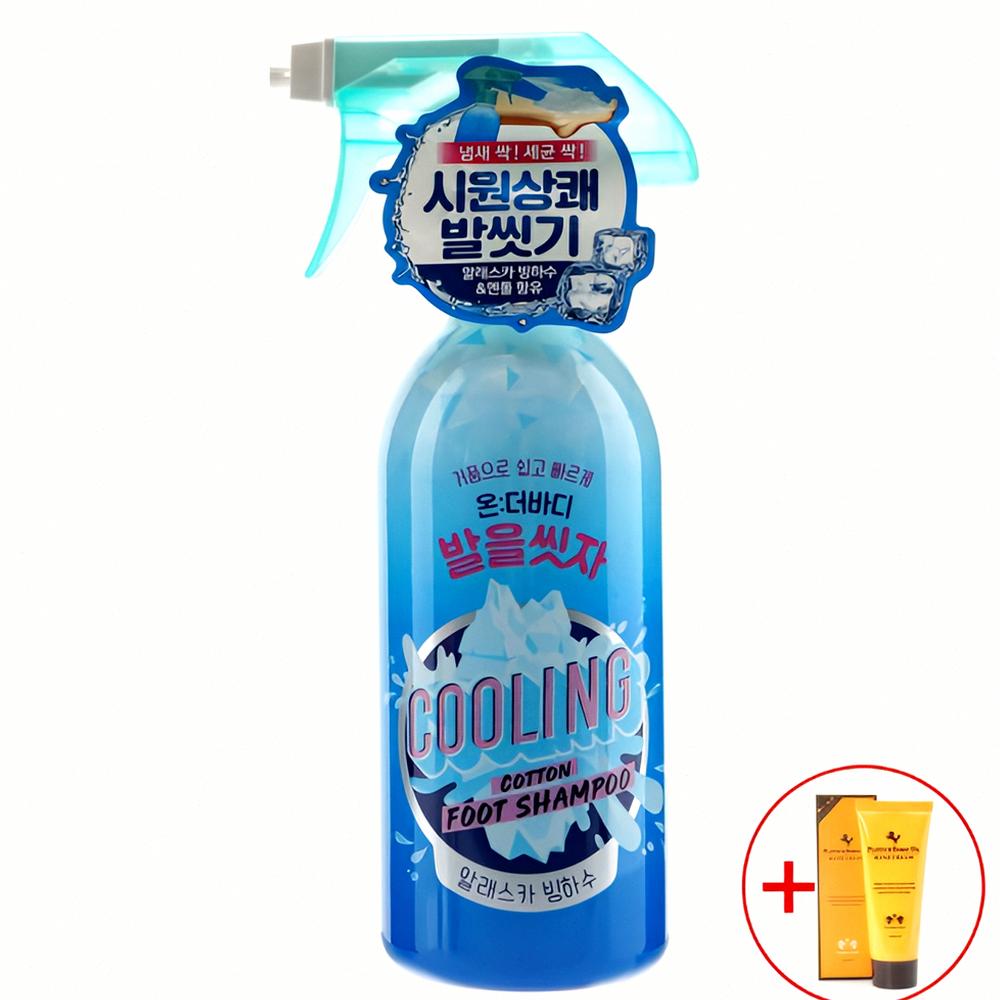 냄새 싹! 세균 싹!
시원상쾌
발씻기
알래스카 빙하수
&멘톨 함유
거품으로 쉽고 빠르게
온:더바디
발을씻자
COOLING
COTTON
FOOT SHAMPOO
알래스카 빙하수